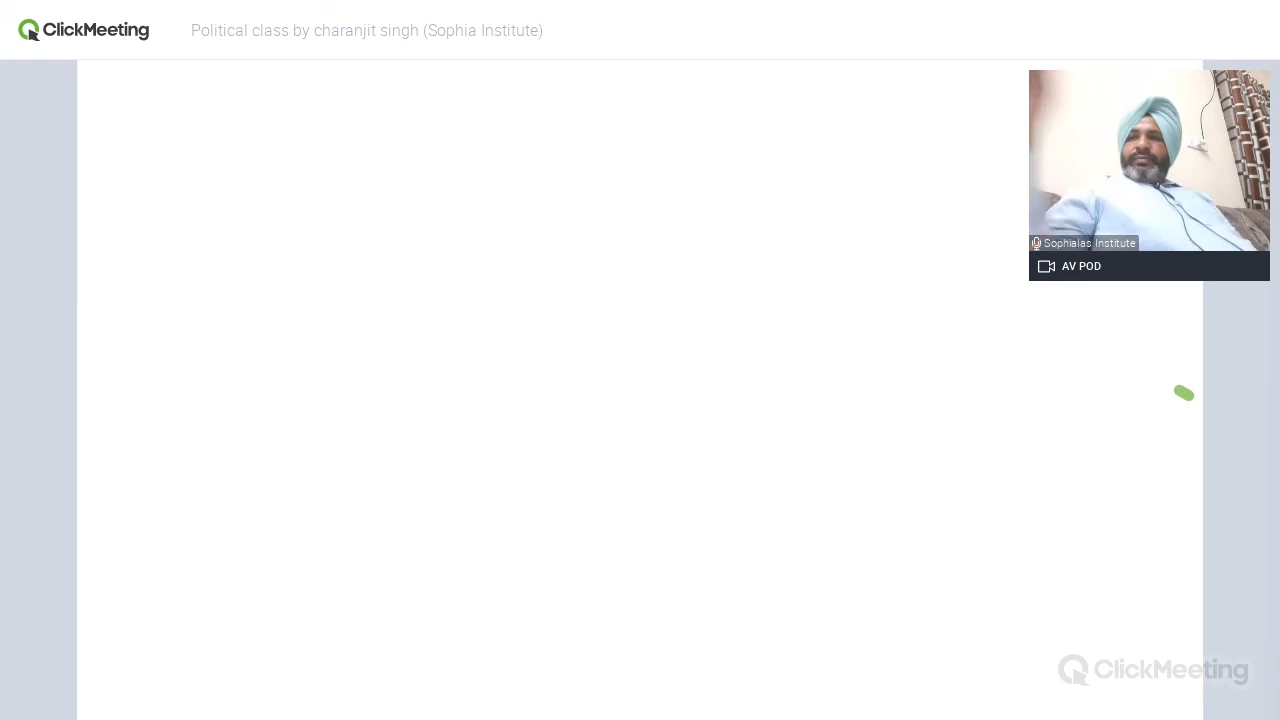 ClickMeeting
Political class by charanjit singh (Sophia Institute)
SophiaIas Institute
AV POD
ClickMeeting